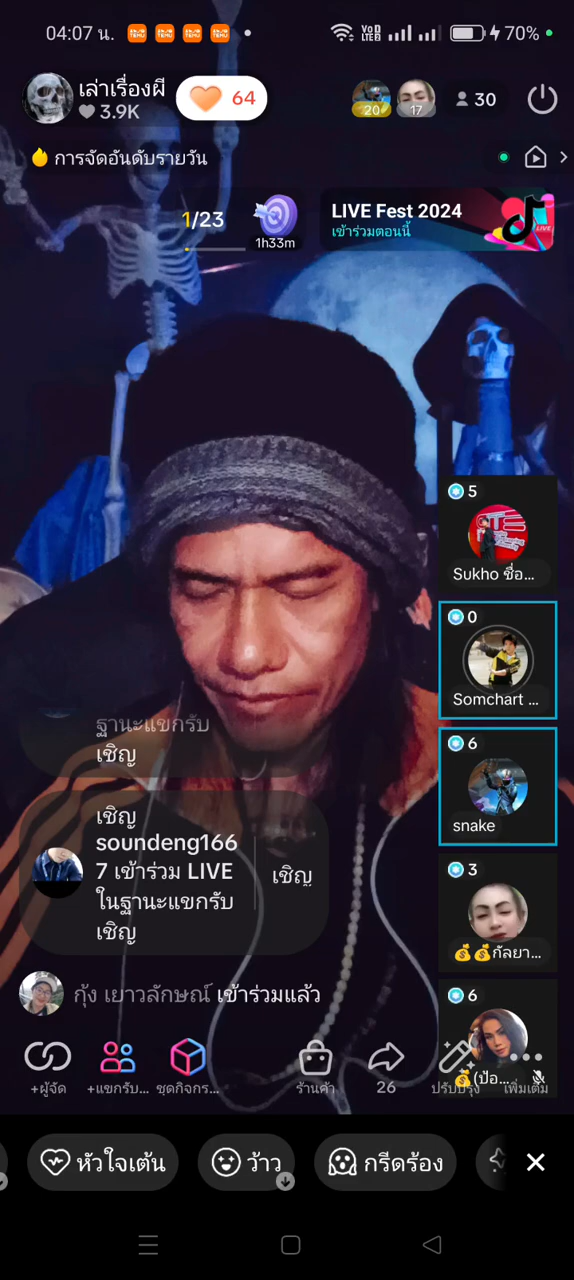 04:07 น.
VoD LTE2
70%
เล่าเรื่องผี
3.9K
64
20
17
30
การจัดอันดับรายวัน
1/23
1h33m
LIVE Fest 2024
เข้าร่วมตอนนี้
LIVE
5
Sukho ชื่อ...
0
Somchart ...
6
snake
3
กัลยา...
6
(ป้อ...
ฐานะแขกรับ
เชิญ
เชิญ
soundeng166
7 เข้าร่วม LIVE
ในฐานะแขกรับ
เชิญ
เชิญ
กุ้ง เยาวลักษณ์ เข้าร่วมแล้ว
+ผู้จัด
+แขกรับ...
ชุดกิจกร...
ร้านค้า
26
ปรับปรุง
เพิ่มเติม
หัวใจเต้น
ว้าว
กรีดร้อง